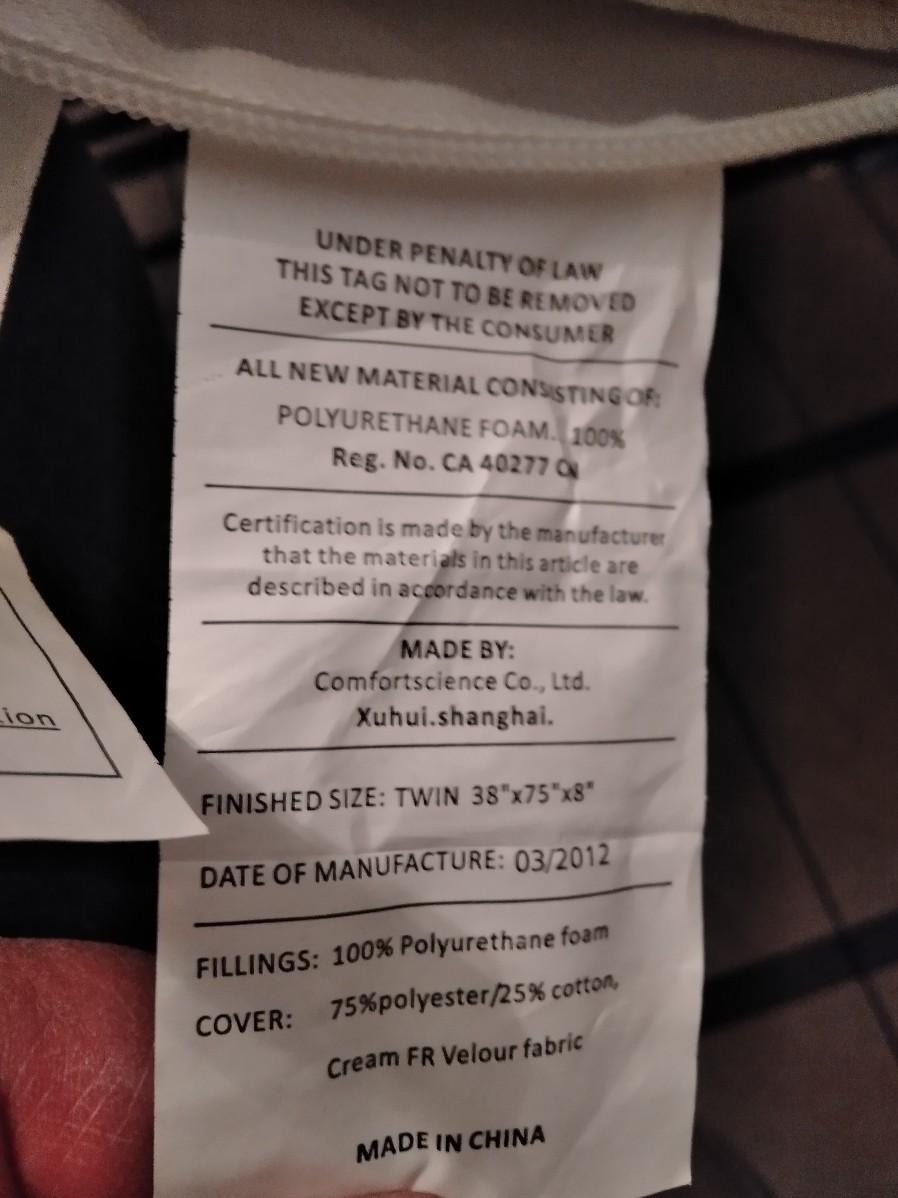 UNDER PENALTY OF LAW
THIS TAG NOT TO BE REMOVED
EXCEPT BY THE CONSUMER
ALL NEW MATERIAL CONSISTING OF:
POLYURETHANE FOAM.. 100%
Reg. No. CA 40277 CN
Certification is made by the manufacturer
that the materials in this article are
described in accordance with the law.
MADE BY:
Comfortscience Co., Ltd.
Xuhui.shanghai.
FINISHED SIZE: TWIN 38"x75"x8"
DATE OF MANUFACTURE: 03/2012
FILLINGS: 100% Polyurethane foam
COVER: 75%polyester/25% cotton,
Cream FR Velour fabric
MADE IN CHINA